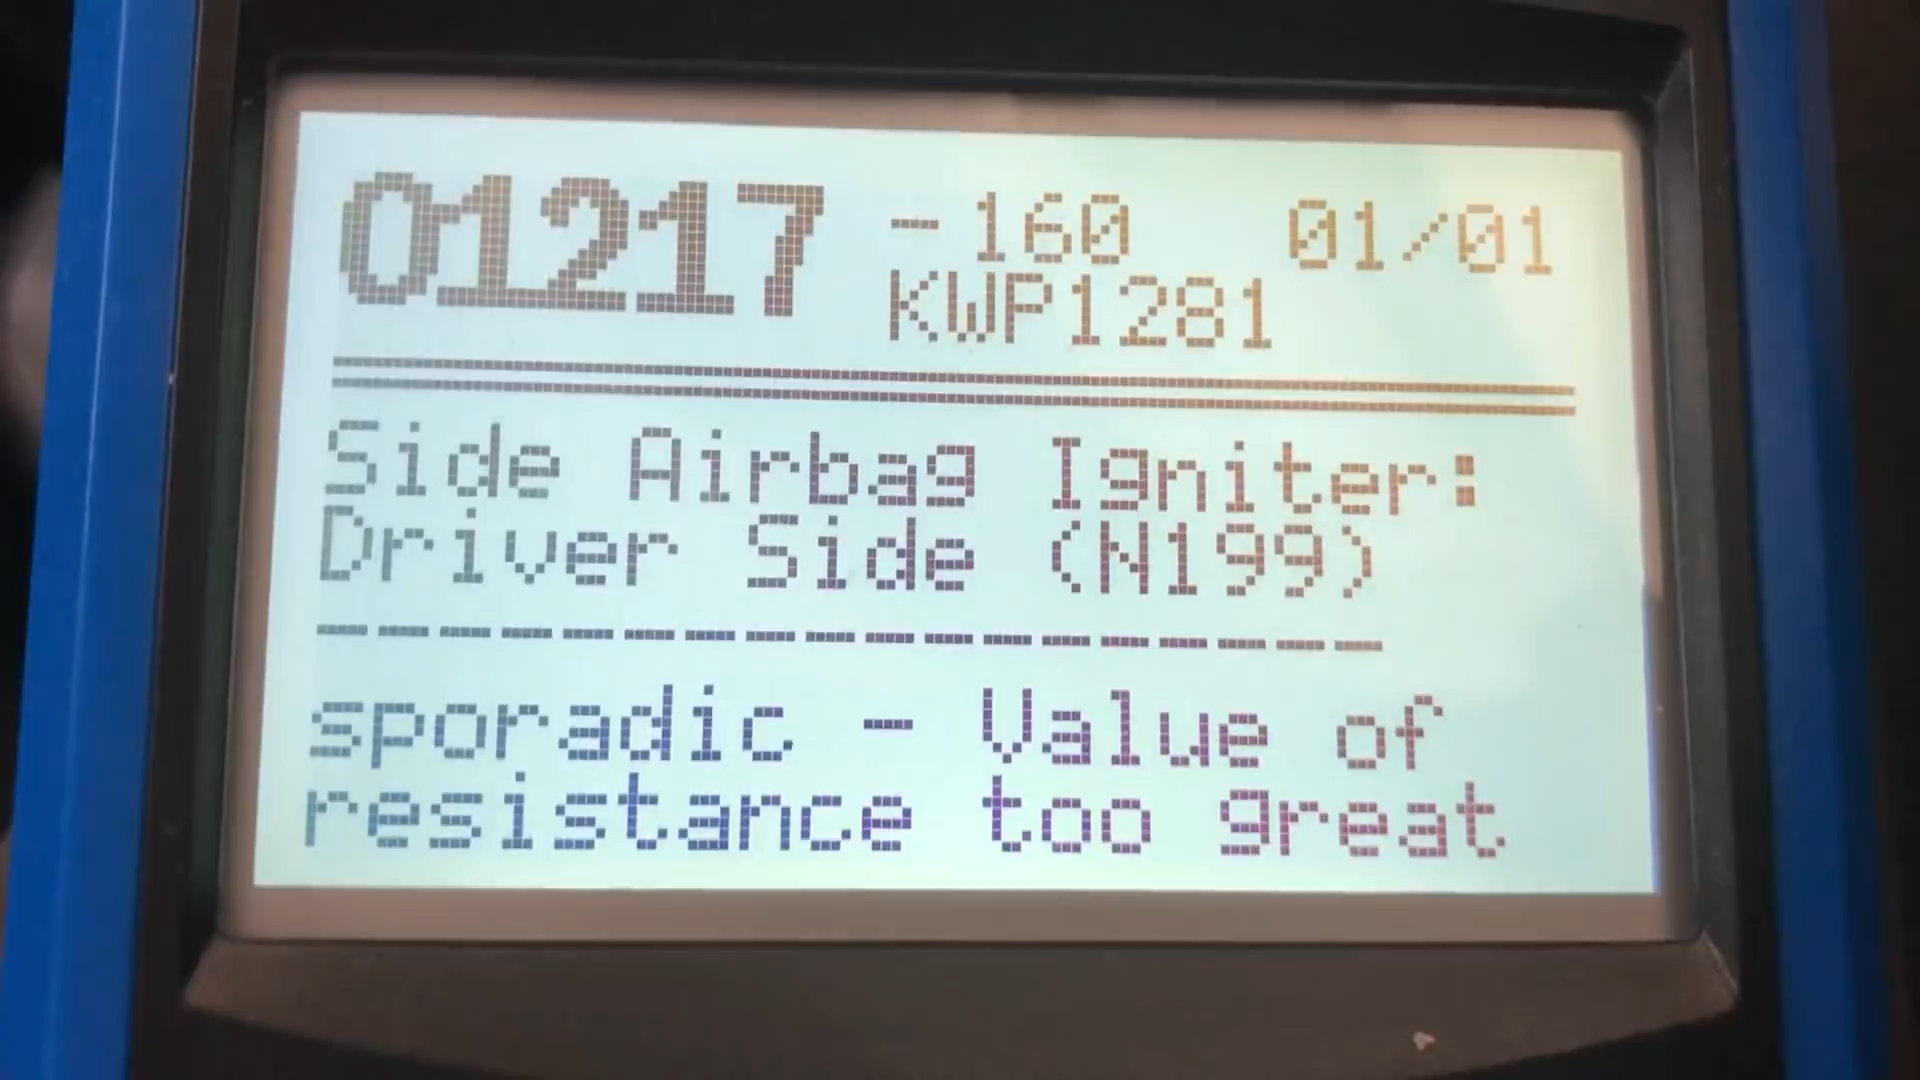 01217 -160 01/01
KWP1281
Side Airbag Igniter:
Driver Side (N199)
------------------
sporadic - Value of
resistance too great